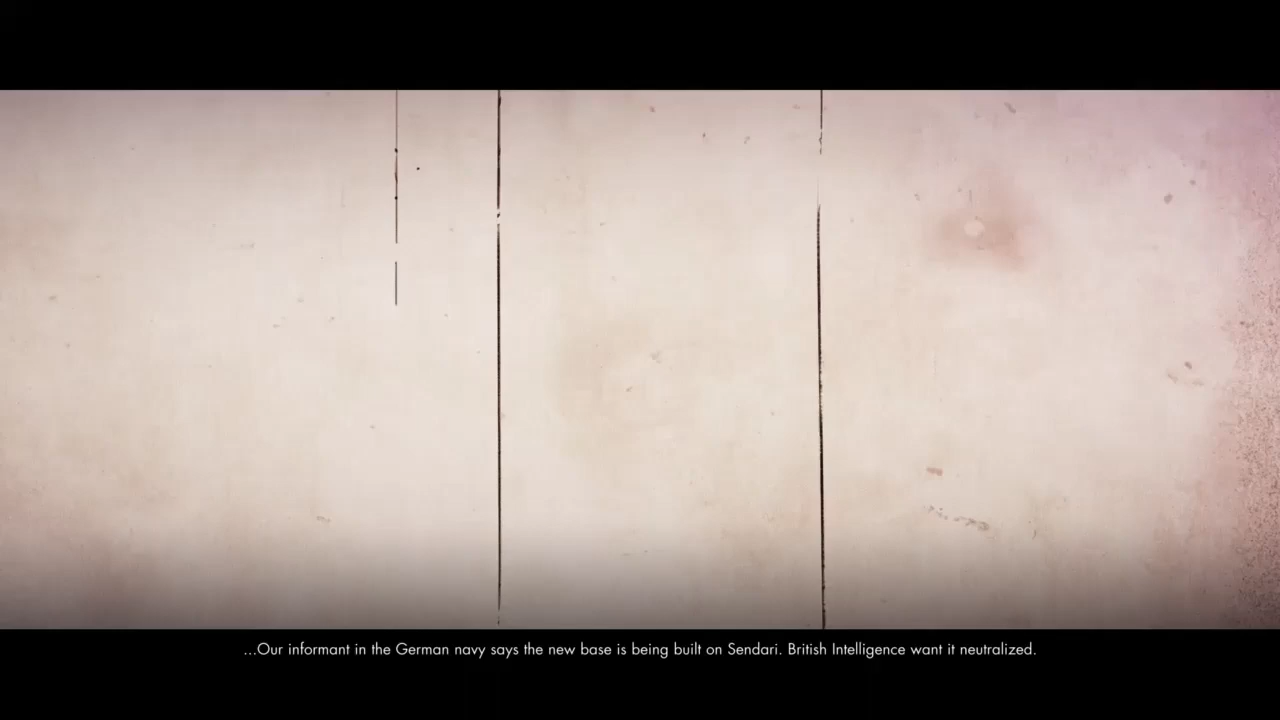 ...Our informant in the German navy says the new base is being built on Sendari. British Intelligence want it neutralized.